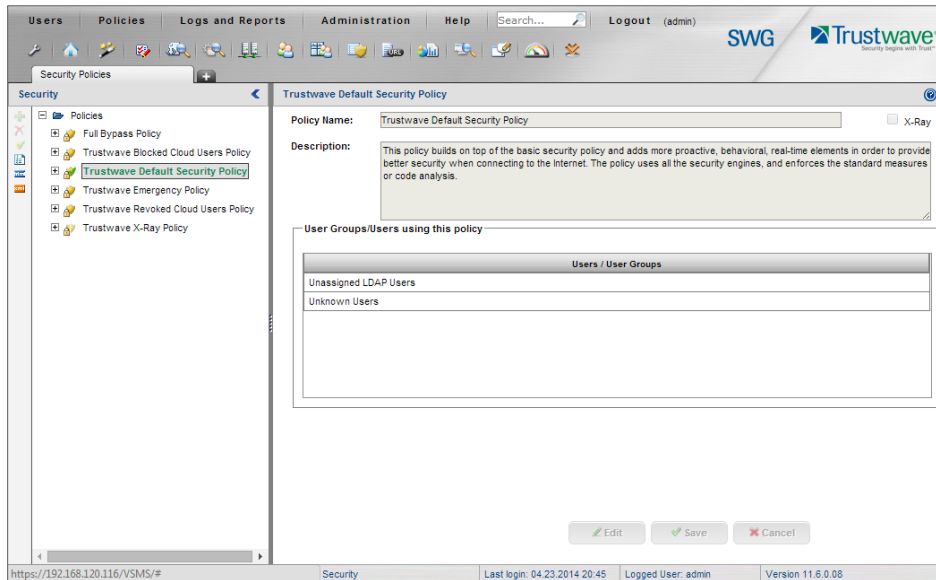 Users Policies Logs and Reports Administration Help Search... Logout (admin)
SWG Trustwave®
Security begins with Trust™
Security Policies
Security
Trustwave Default Security Policy
Policies
Full Bypass Policy
Trustwave Blocked Cloud Users Policy
Trustwave Default Security Policy
Trustwave Emergency Policy
Trustwave Revoked Cloud Users Policy
Trustwave X-Ray Policy
Policy Name: Trustwave Default Security Policy X-Ray
Description: This policy builds on top of the basic security policy and adds more proactive, behavioral, real-time elements in order to provide
better security when connecting to the Internet. The policy uses all the security engines, and enforces the standard measures
or code analysis.
User Groups/Users using this policy
Users / User Groups
Unassigned LDAP Users
Unknown Users
Edit Save Cancel
https://192.168.120.116/VSMS/# Security Last login: 04.23.2014 20:45 Logged User: admin Version 11.6.0.08